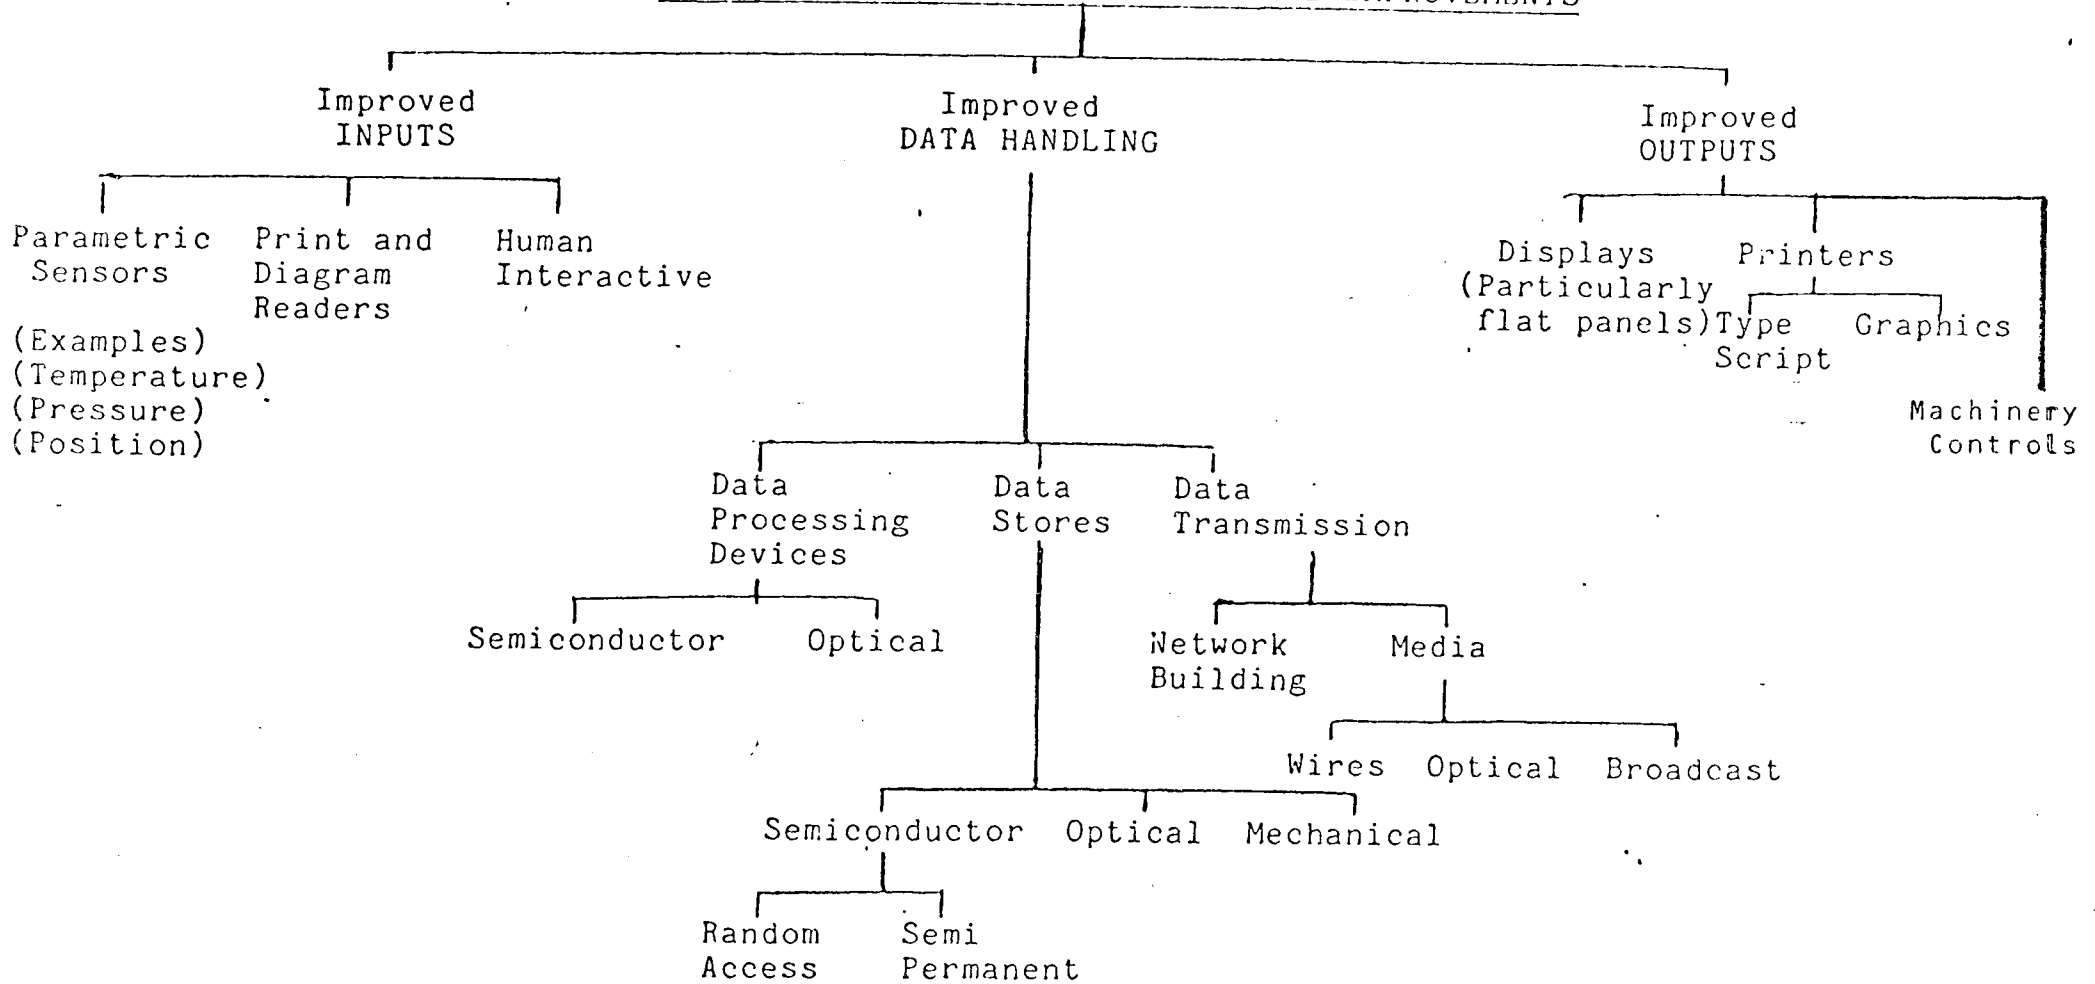 Improved
INPUTS
Improved
DATA HANDLING
Improved
OUTPUTS
Parametric
Sensors
(Examples)
(Temperature)
(Pressure)
(Position)
Print and
Diagram
Readers
Human
Interactive
Displays
(Particularly
flat panels)
Printers
Type
Script
Graphics
Machinery
Controls
Data
Processing
Devices
Data
Stores
Data
Transmission
Semiconductor
Optical
Network
Building
Media
Wires
Optical
Broadcast
Semiconductor
Optical
Mechanical
Random
Access
Semi
Permanent